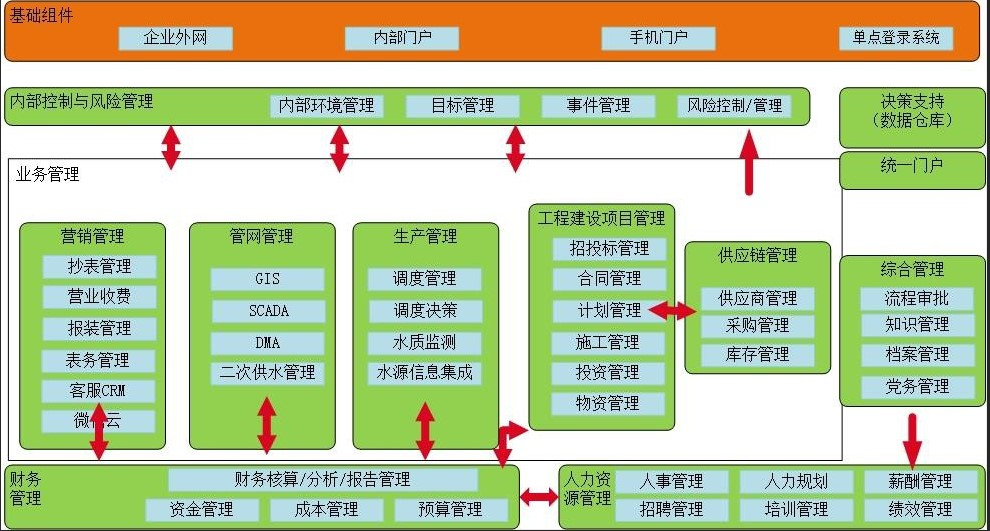 基础组件
企业外网
内部门户
手机门户
单点登录系统
内部控制与风险管理
内部环境管理
目标管理
事件管理
风险控制/管理
决策支持
（数据仓库）
统一门户
业务管理
营销管理
抄表管理
营业收费
报装管理
表务管理
客服CRM
管网管理
GIS
SCADA
DMA
二次供水管理
生产管理
调度管理
调度决策
水质监测
水源信息集成
工程建设项目管理
招投标管理
合同管理
计划管理
施工管理
投资管理
物资管理
供应链管理
供应商管理
采购管理
库存管理
综合管理
流程审批
知识管理
档案管理
党务管理
财务
管理
财务核算/分析/报告管理
资金管理
成本管理
预算管理
人力资
源管理
人事管理
人力规划
薪酬管理
招聘管理
培训管理
绩效管理